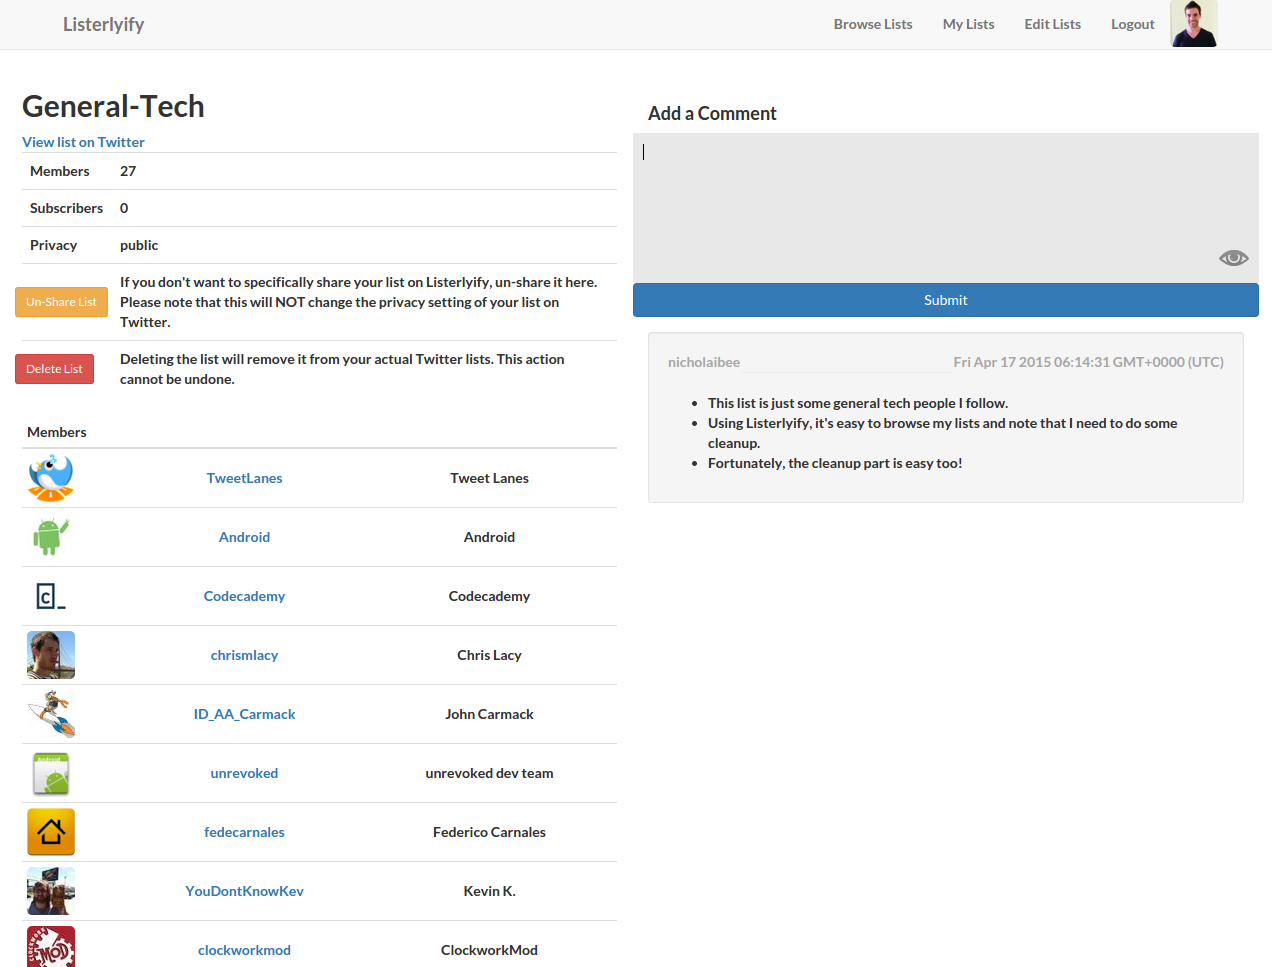 Listerlyify
Browse Lists
My Lists
Edit Lists
Logout
General-Tech
View list on Twitter
Members 27
Subscribers 0
Privacy public
Un-Share List
If you don't want to specifically share your list on Listerlyify, un-share it here.
Please note that this will NOT change the privacy setting of your list on
Twitter.
Delete List
Deleting the list will remove it from your actual Twitter lists. This action
cannot be undone.
Members
TweetLanes Tweet Lanes
Android Android
c_
Codecademy Codecademy
chrismlacy Chris Lacy
ID_AA_Carmack John Carmack
Android
unrevoked unrevoked dev team
fedecarnales Federico Carnales
YouDontKnowKev Kevin K.
MOD
clockworkmod ClockworkMod
Add a Comment
Submit
nicholaibee Fri Apr 17 2015 06:14:31 GMT+0000 (UTC)
• This list is just some general tech people I follow.
• Using Listerlyify, it's easy to browse my lists and note that I need to do some
cleanup.
• Fortunately, the cleanup part is easy too!